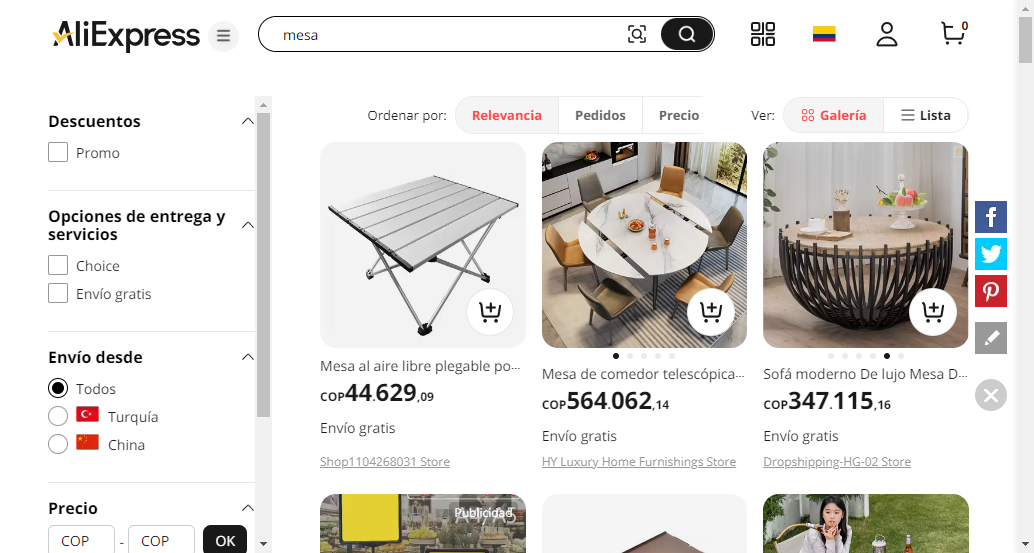 AliExpress
mesa
0
Descuentos
Promo
Opciones de entrega y
servicios
Choice
Envío gratis
Envío desde
Todos
Turquía
China
Precio
COP - COP OK
Ordenar por: Relevancia Pedidos Precio
Ver: Galería Lista
Mesa al aire libre plegable po...
COP44.629,09
Envío gratis
Shop1104268031 Store
Mesa de comedor telescópica...
COP564.062,14
Envío gratis
HY Luxury Home Furnishings Store
Sofá moderno De lujo Mesa D...
COP347.115,16
Envío gratis
Dropshipping-HG-02 Store
Publicidad